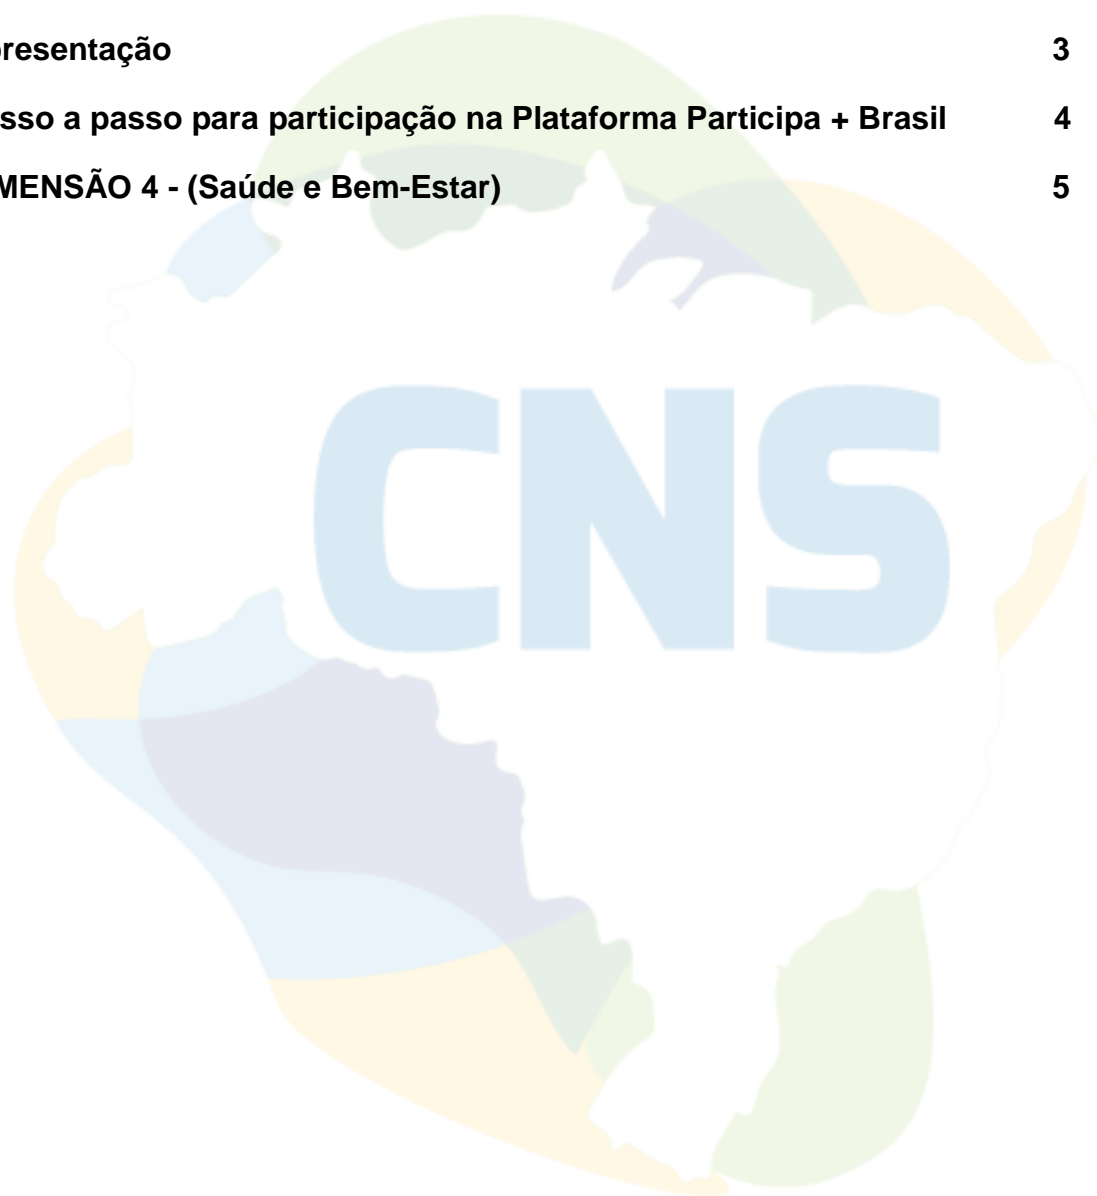 presentação 3
sso a passo para participação na Plataforma Participa + Brasil 4
MENSÃO 4 - (Saúde e Bem-Estar) 5
CNS